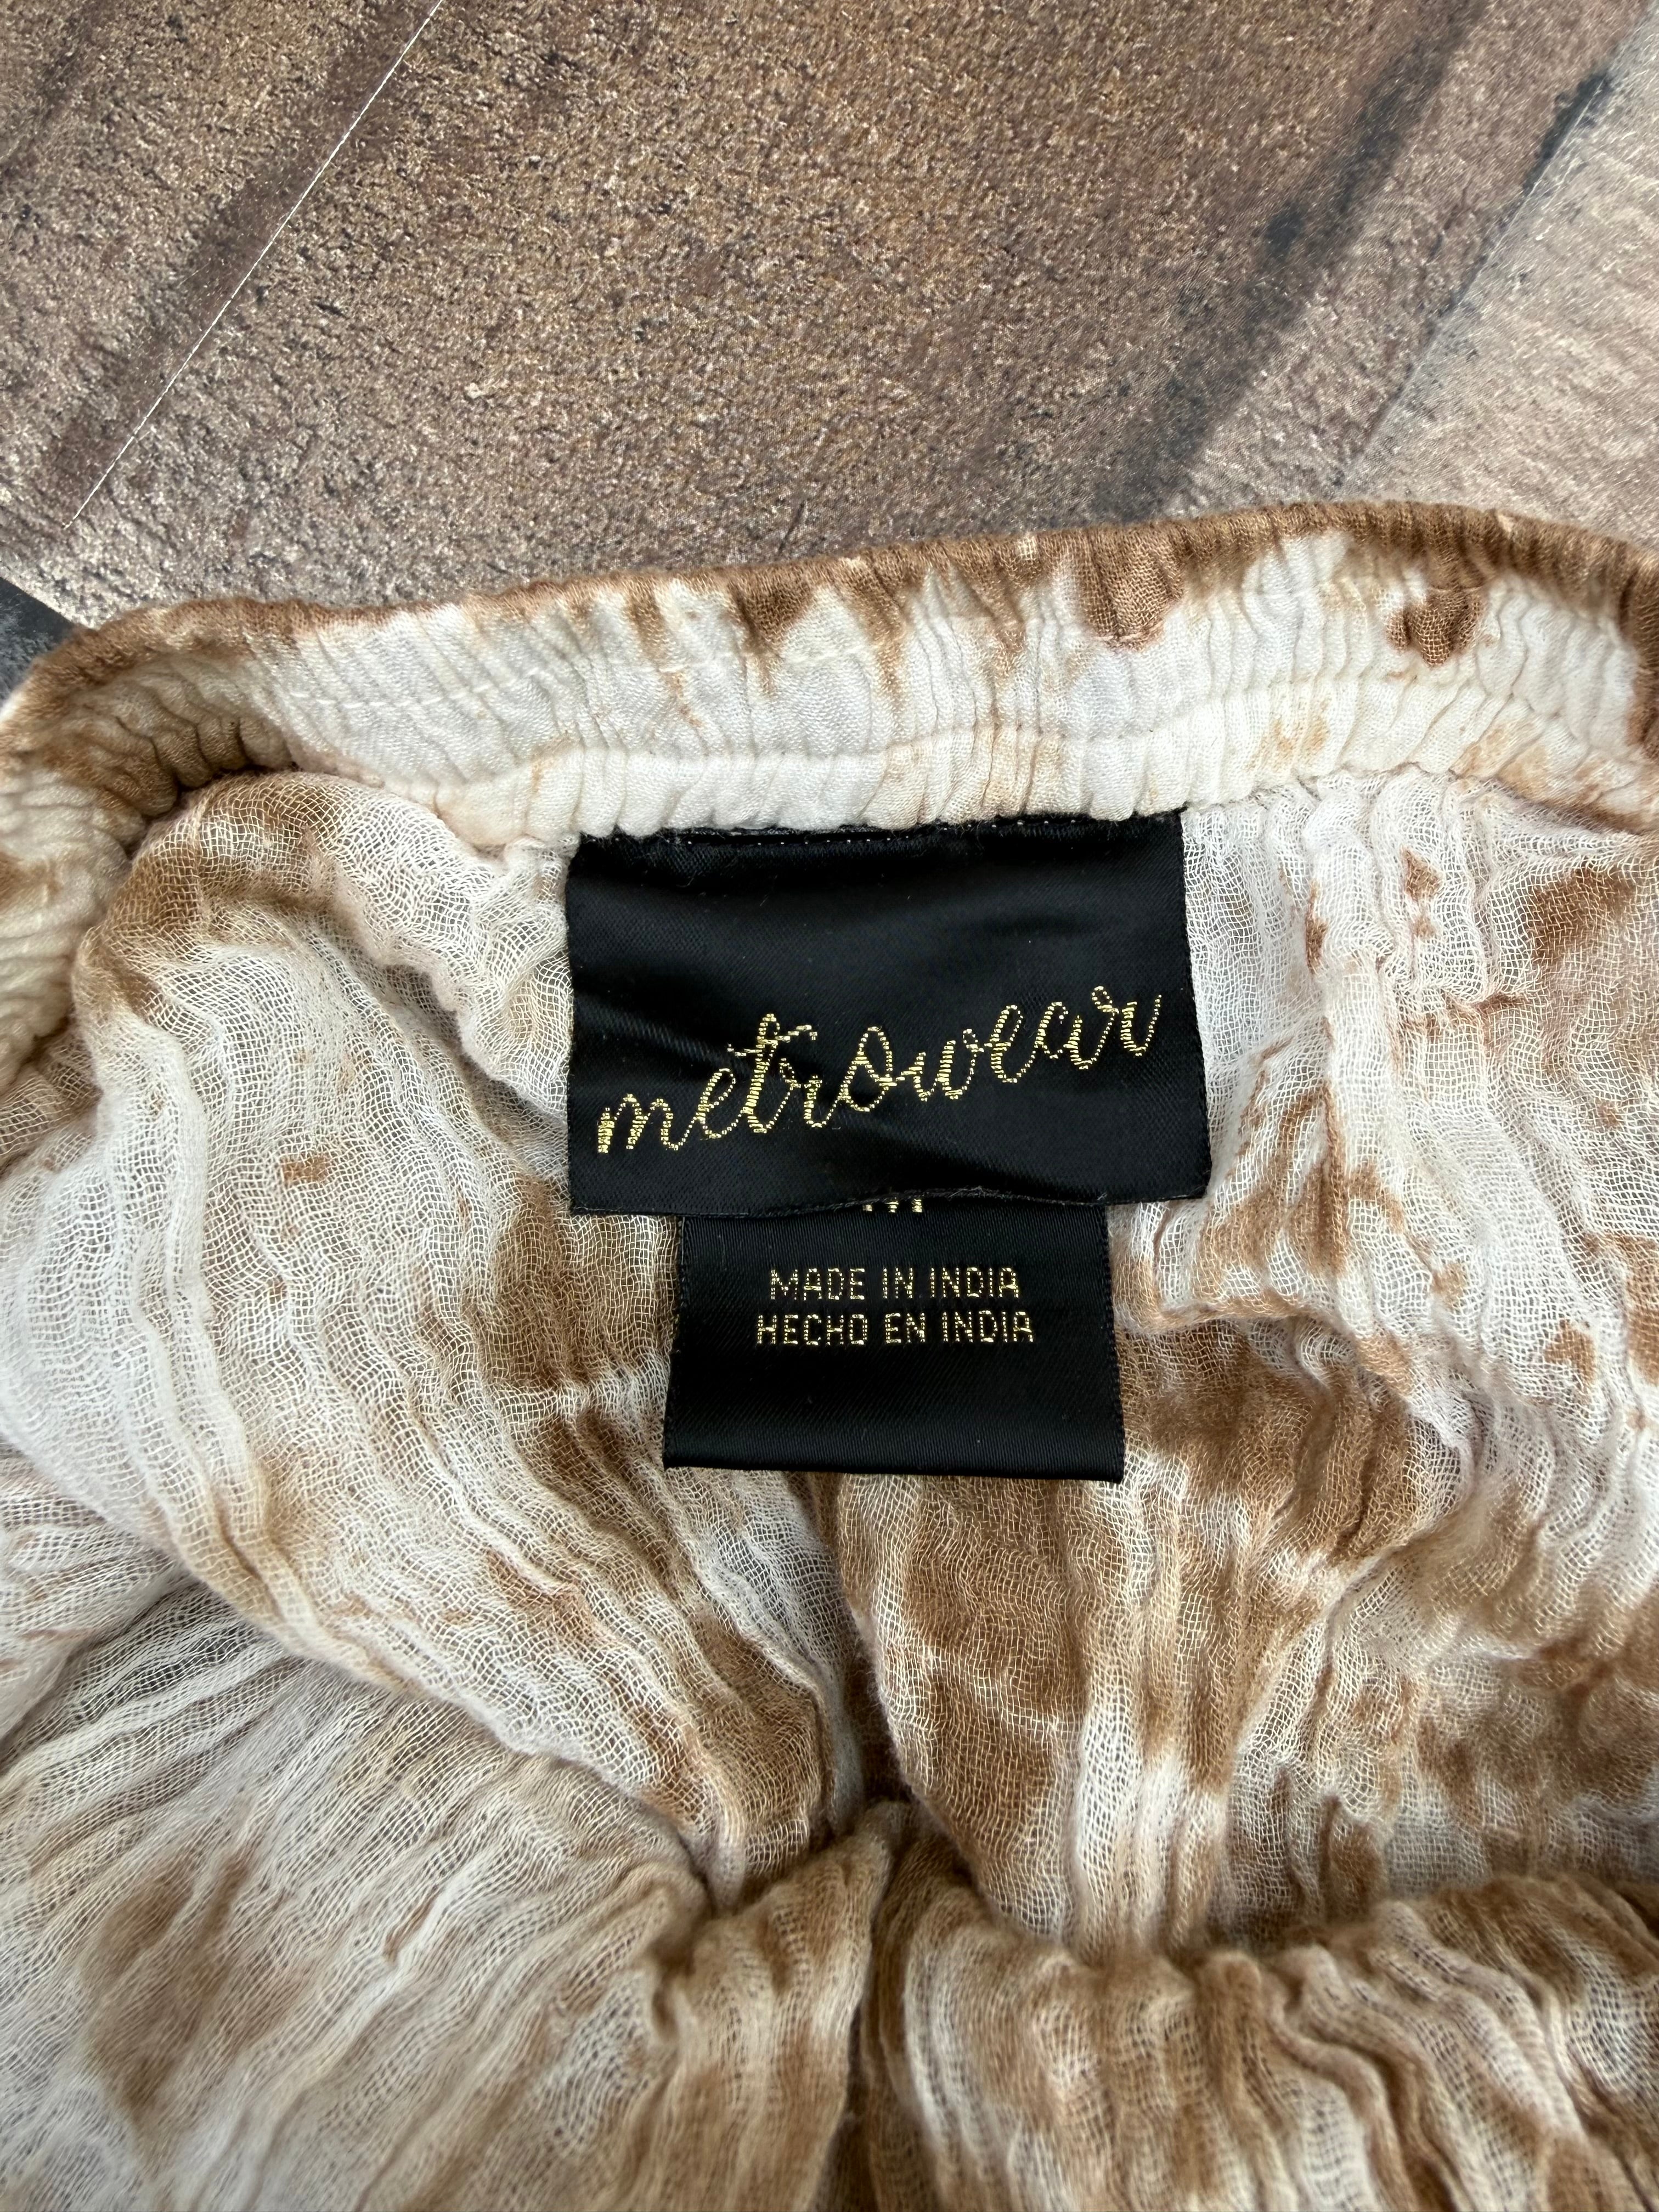 metrowear
MADE IN INDIA
HECHO EN INDIA